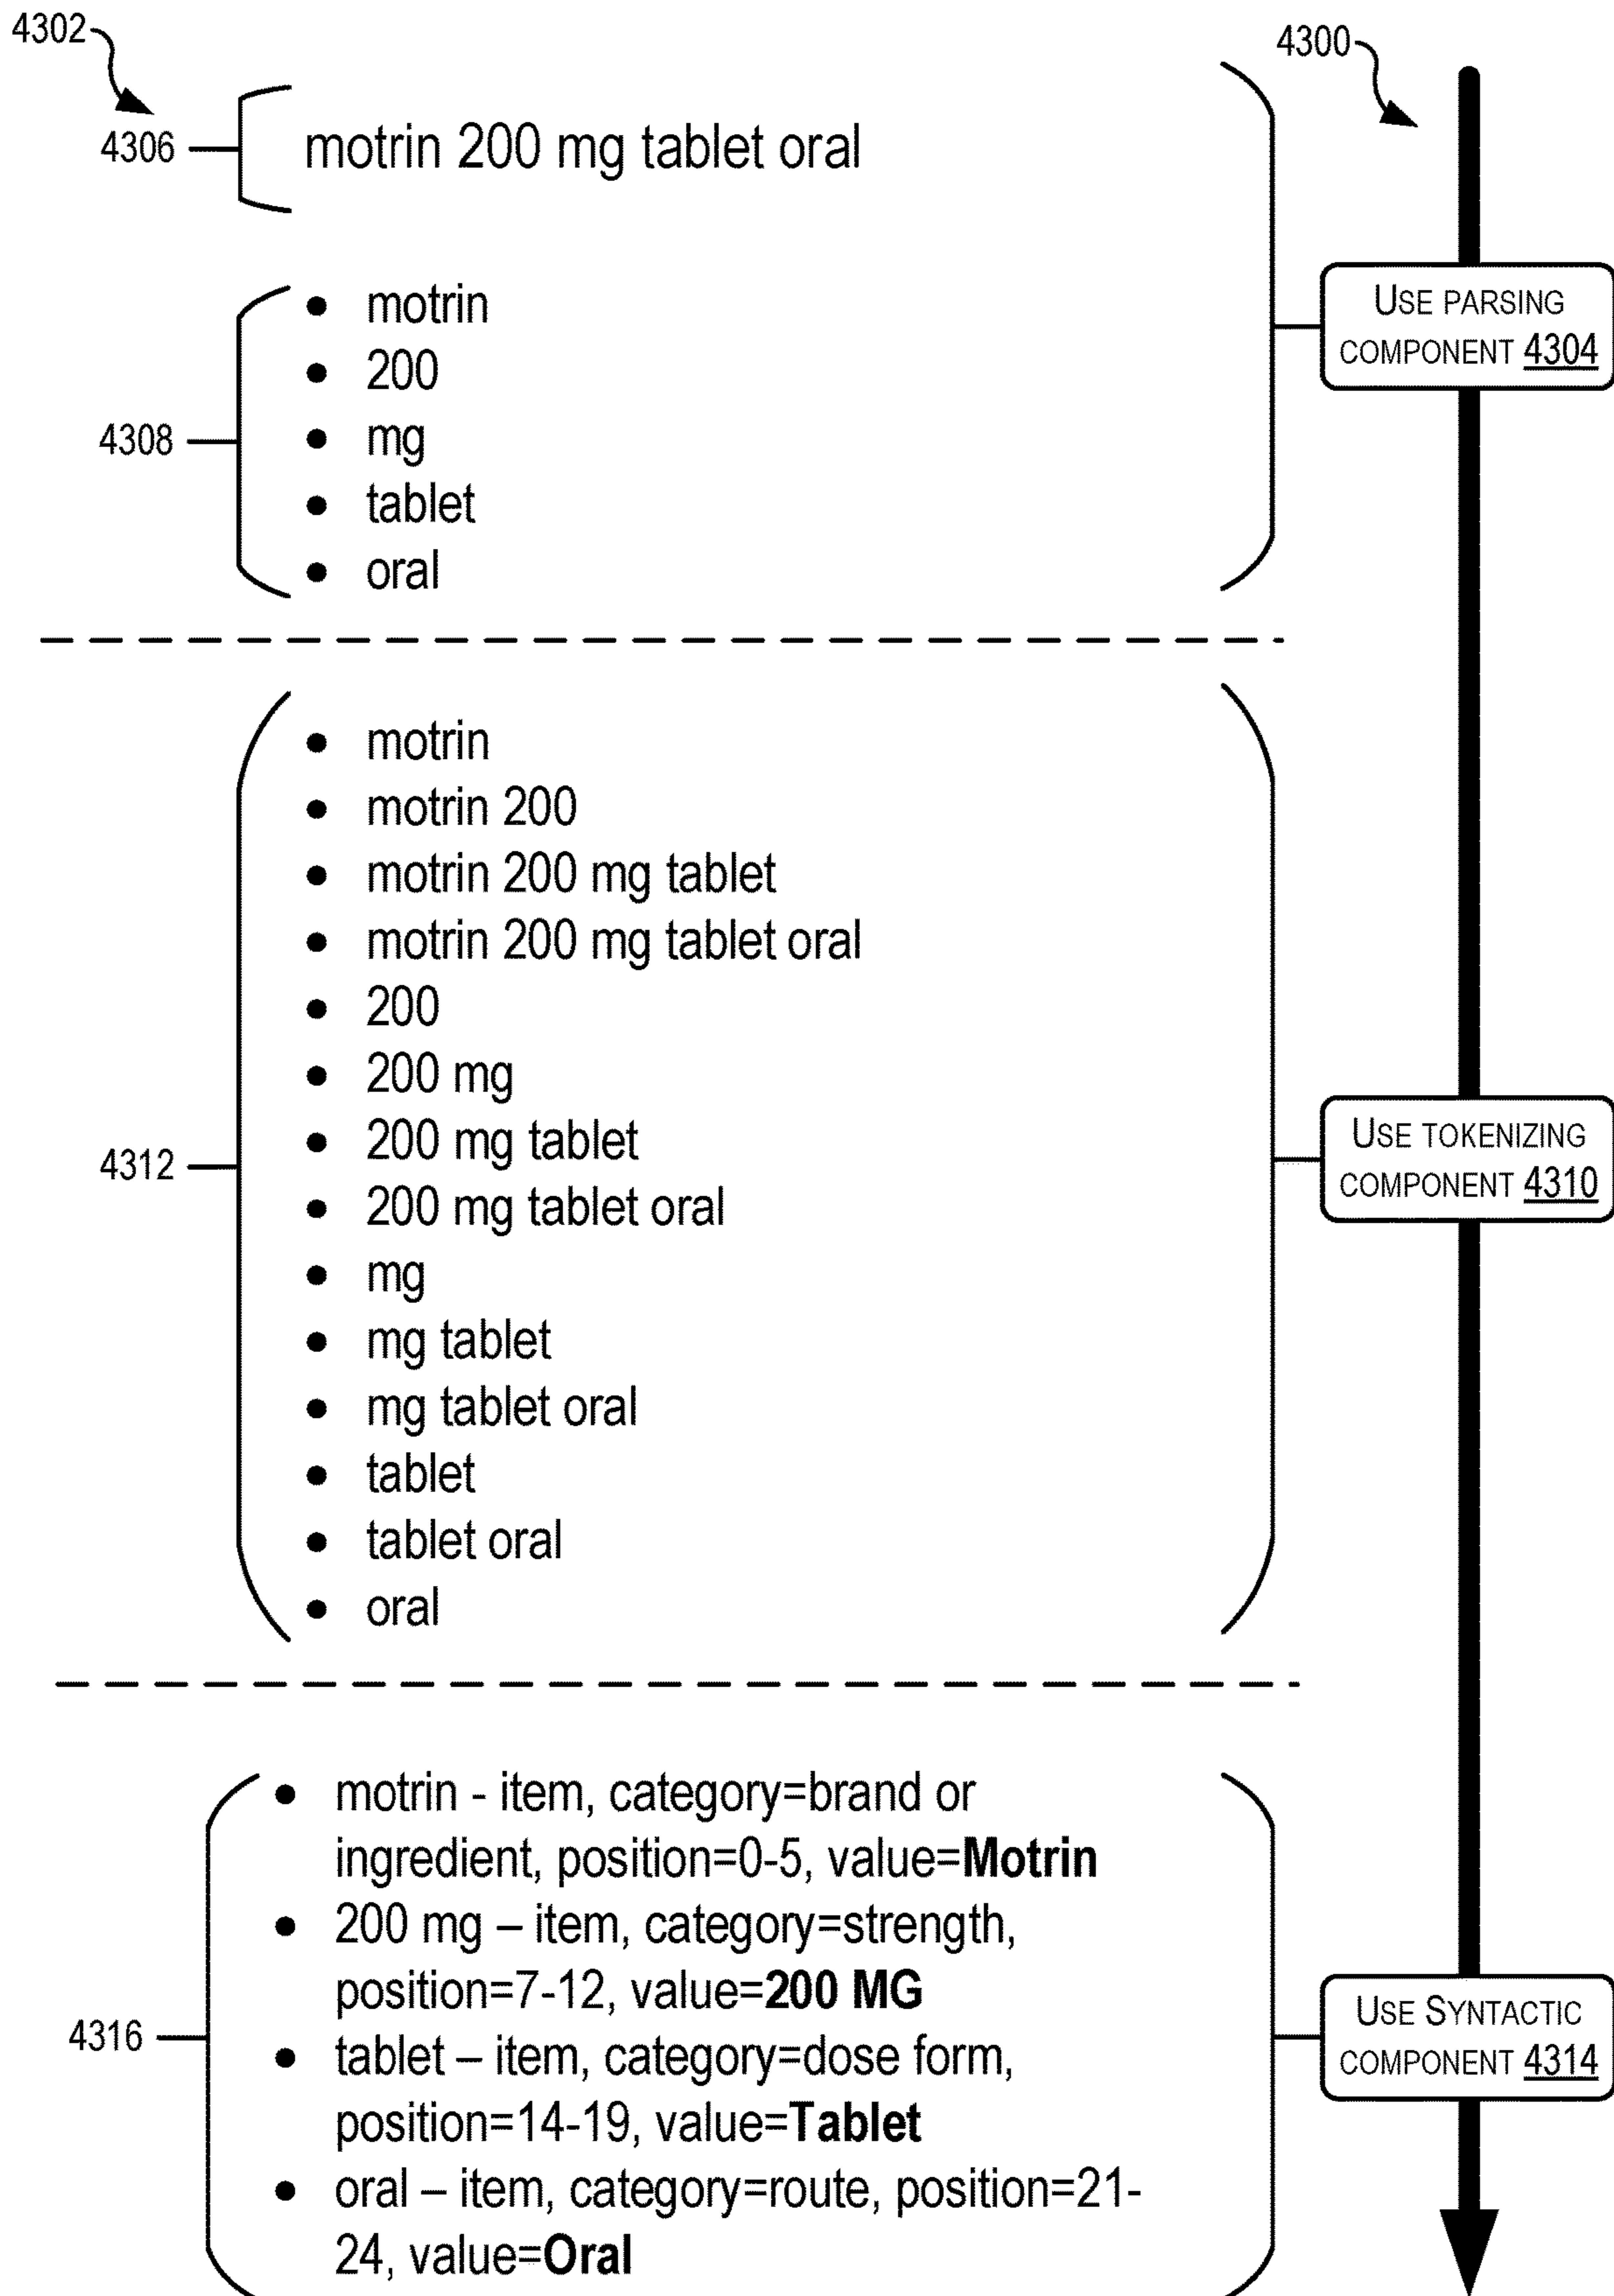 4302
4300
4306
motrin 200 mg tablet oral
USE PARSING
COMPONENT 4304
4308
• motrin
• 200
• mg
• tablet
• oral
• motrin
• motrin 200
• motrin 200 mg tablet
• motrin 200 mg tablet oral
• 200
• 200 mg
• 200 mg tablet
• 200 mg tablet oral
• mg
• mg tablet
• mg tablet oral
• tablet
• tablet oral
• oral
4312
USE TOKENIZING
COMPONENT 4310
• motrin - item, category=brand or
ingredient, position=0-5, value=Motrin
• 200 mg – item, category=strength,
position=7-12, value=200 MG
• tablet – item, category=dose form,
position=14-19, value=Tablet
• oral – item, category=route, position=21-
24, value=Oral
4316
USE SYNTACTIC
COMPONENT 4314